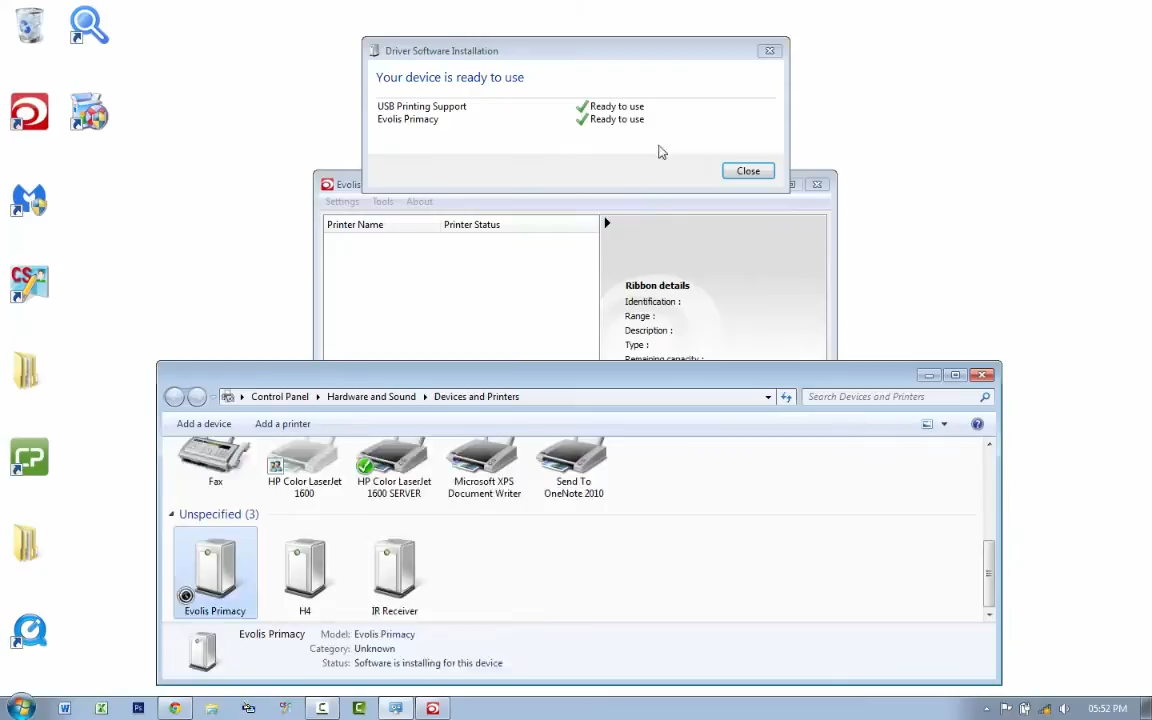 Driver Software Installation
Your device is ready to use
USB Printing Support Ready to use
Evolis Primacy Ready to use
Close
Evolis
Settings Tools About
Printer Name Printer Status
Ribbon details
Identification :
Range :
Description :
Type :
Remaining capacity :
Control Panel Hardware and Sound Devices and Printers Search Devices and Printers
Add a device Add a printer
Fax
HP Color LaserJet
1600
HP Color LaserJet
1600 SERVER
Microsoft XPS
Document Writer
Send To
OneNote 2010
Unspecified (3)
Evolis Primacy
H4
IR Receiver
Evolis Primacy Model: Evolis Primacy
Category: Unknown
Status: Software is installing for this device
CS
CP
05:52 PM